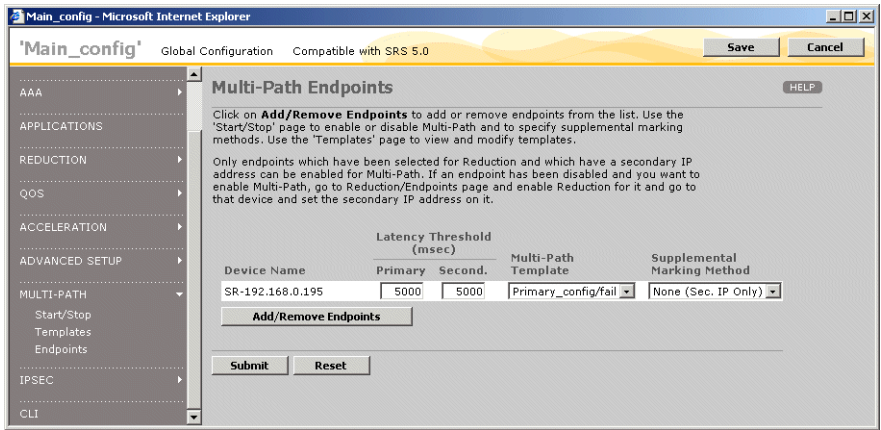 Main_config - Microsoft Internet Explorer
'Main_config' Global Configuration Compatible with SRS 5.0 Save Cancel
AAA
APPLICATIONS
REDUCTION
QOS
ACCELERATION
ADVANCED SETUP
MULTI-PATH
Start/Stop
Templates
Endpoints
IPSEC
CLI
Multi-Path Endpoints HELP
Click on Add/Remove Endpoints to add or remove endpoints from the list. Use the
'Start/Stop' page to enable or disable Multi-Path and to specify supplemental marking
methods. Use the 'Templates' page to view and modify templates.
Only endpoints which have been selected for Reduction and which have a secondary IP
address can be enabled for Multi-Path. If an endpoint has been disabled and you want to
enable Multi-Path, go to Reduction/Endpoints page and enable Reduction for it and go to
that device and set the secondary IP address on it.
Latency Threshold
(msec)
Multi-Path Supplemental
Device Name Primary Second. Template Marking Method
SR-192.168.0.195 5000 5000 Primary_config/fail None (Sec. IP Only)
Add/Remove Endpoints
Submit Reset